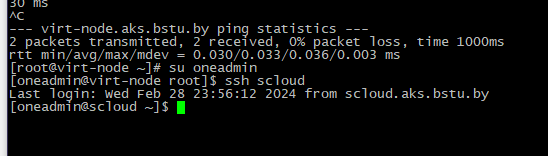 30 ms
^C
--- virt-node.aks.bstu.by ping statistics ---
2 packets transmitted, 2 received, 0% packet loss, time 1000ms
rtt min/avg/max/mdev = 0.030/0.033/0.036/0.003 ms
[root@virt-node ~]# su oneadmin
[oneadmin@virt-node root]$ ssh scloud
Last login: Wed Feb 28 23:56:12 2024 from scloud.aks.bstu.by
[oneadmin@scloud ~]$